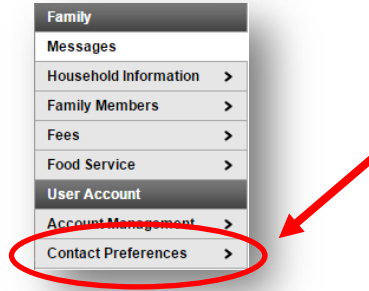 Family
Messages
Household Information >
Family Members >
Fees >
Food Service >
User Account
Account Management >
Contact Preferences >